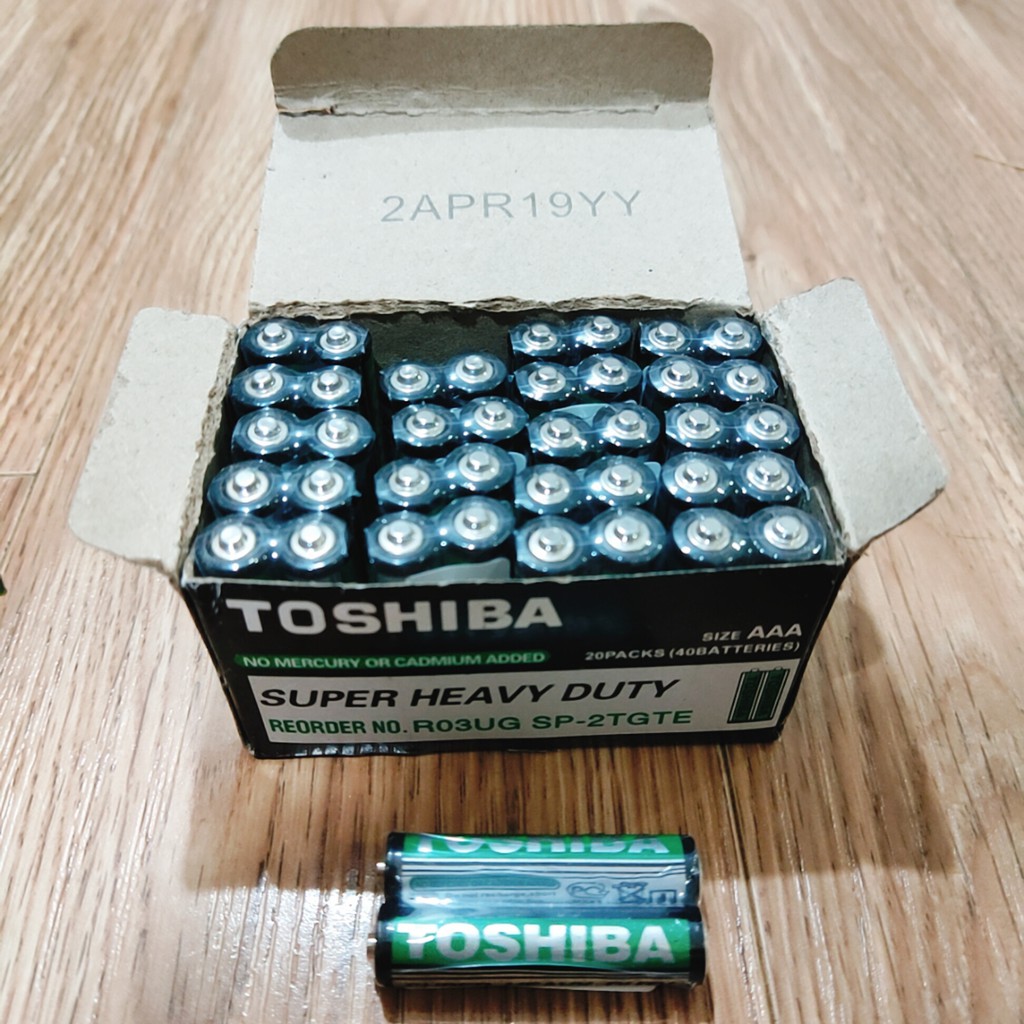 2APR19YY
TOSHIBA
SIZE AAA
NO MERCURY OR CADMIUM ADDED
20PACKS (40BATTERIES)
SUPER HEAVY DUTY
REORDER NO. R03UG SP-2TGTE
TOSHIBA
TOSHIBA